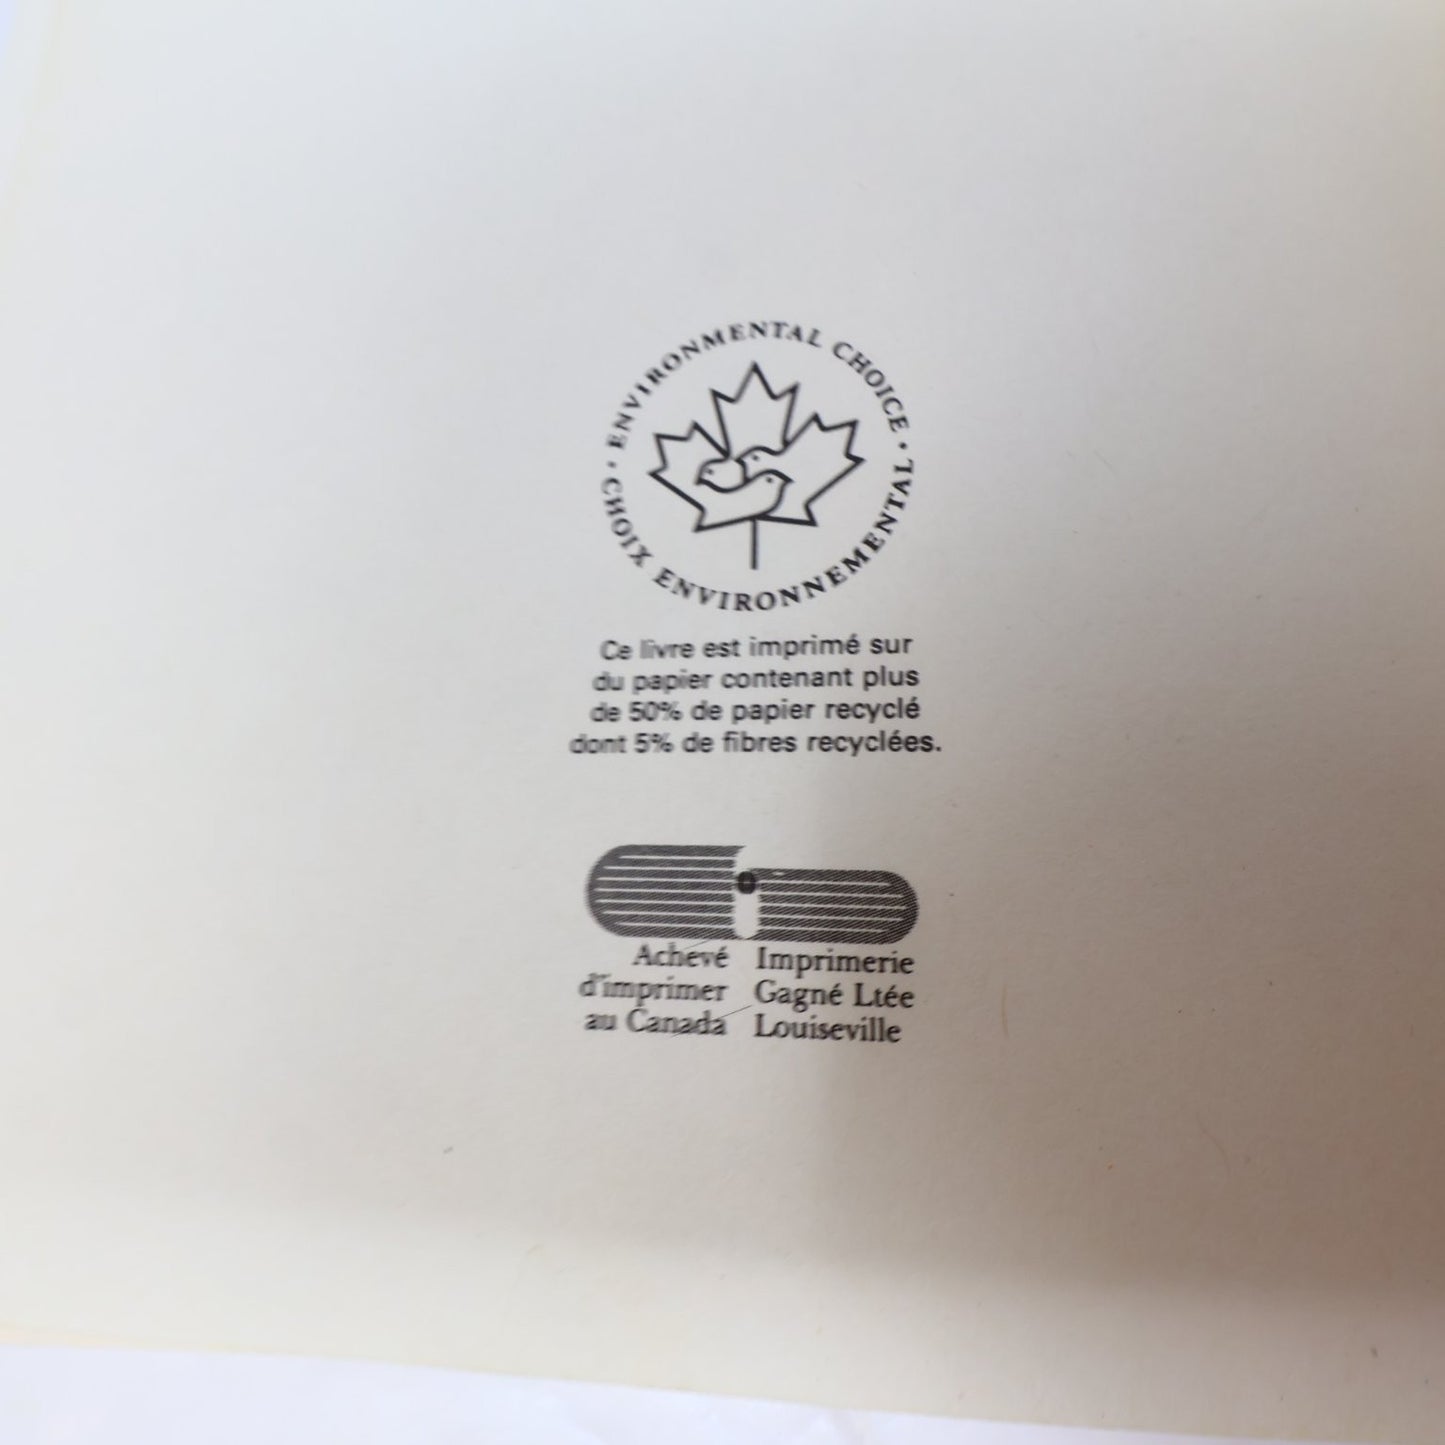 · ENVIRONMENTAL CHOICE ·
CHOIX ENVIRONNEMENTAL
Ce livre est imprimé sur
du papier contenant plus
de 50% de papier recyclé
dont 5% de fibres recyclées.
Achevé
d'imprimer
au Canada
Imprimerie
Gagné Ltée
Louiseville